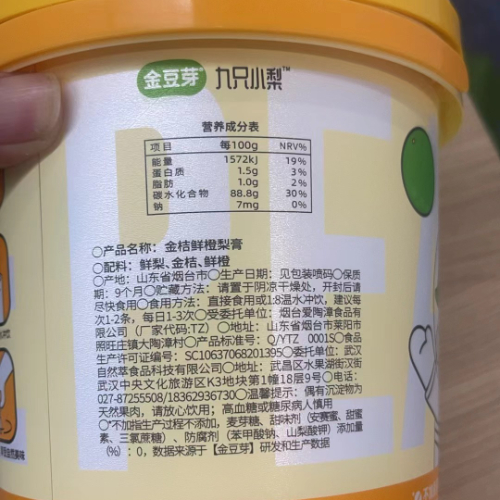 金豆芽 九只小梨™
营养成分表
项目 每100g NRV%
能量 1572kJ 19%
蛋白质 1.5g 3%
脂肪 1.0g 2%
碳水化合物 88.8g 30%
钠 7mg 0%
○产品名称：金桔鲜橙梨膏
○配料：鲜梨、金桔、鲜橙
○产地：山东省烟台市○生产日期：见包装喷码○保质
期：9个月○贮藏方法：请置于阴凉干燥处，开封后请
尽快食用○食用方法：直接食用或1:8温水冲饮，建议每
次1-2条，每日1-3次○受委托单位：烟台爱陶漳食品有
限公司（厂家代码:TZ）○地址：山东省烟台市莱阳市
照旺庄镇大陶漳村○产品标准号：Q/YTZ 0001S○食品
生产许可证编号：SC10637068201395○委托单位：武汉
自然萃食品科技有限公司○地址：武昌区水果湖街汉街
武汉中央文化旅游区K3地块第1幢18层9号○电话：
027-87255508/18362936730○温馨提示：偶有沉淀物为
天然果肉，请放心饮用；高血糖或糖尿病人慎用
○*不加指生产过程不添加，麦芽糖、甜味剂（安赛蜜、甜蜜
素、三氯蔗糖）、防腐剂（苯甲酸钠、山梨酸钾）添加量
（%）：0，数据来源于【金豆芽】研发和生产数据